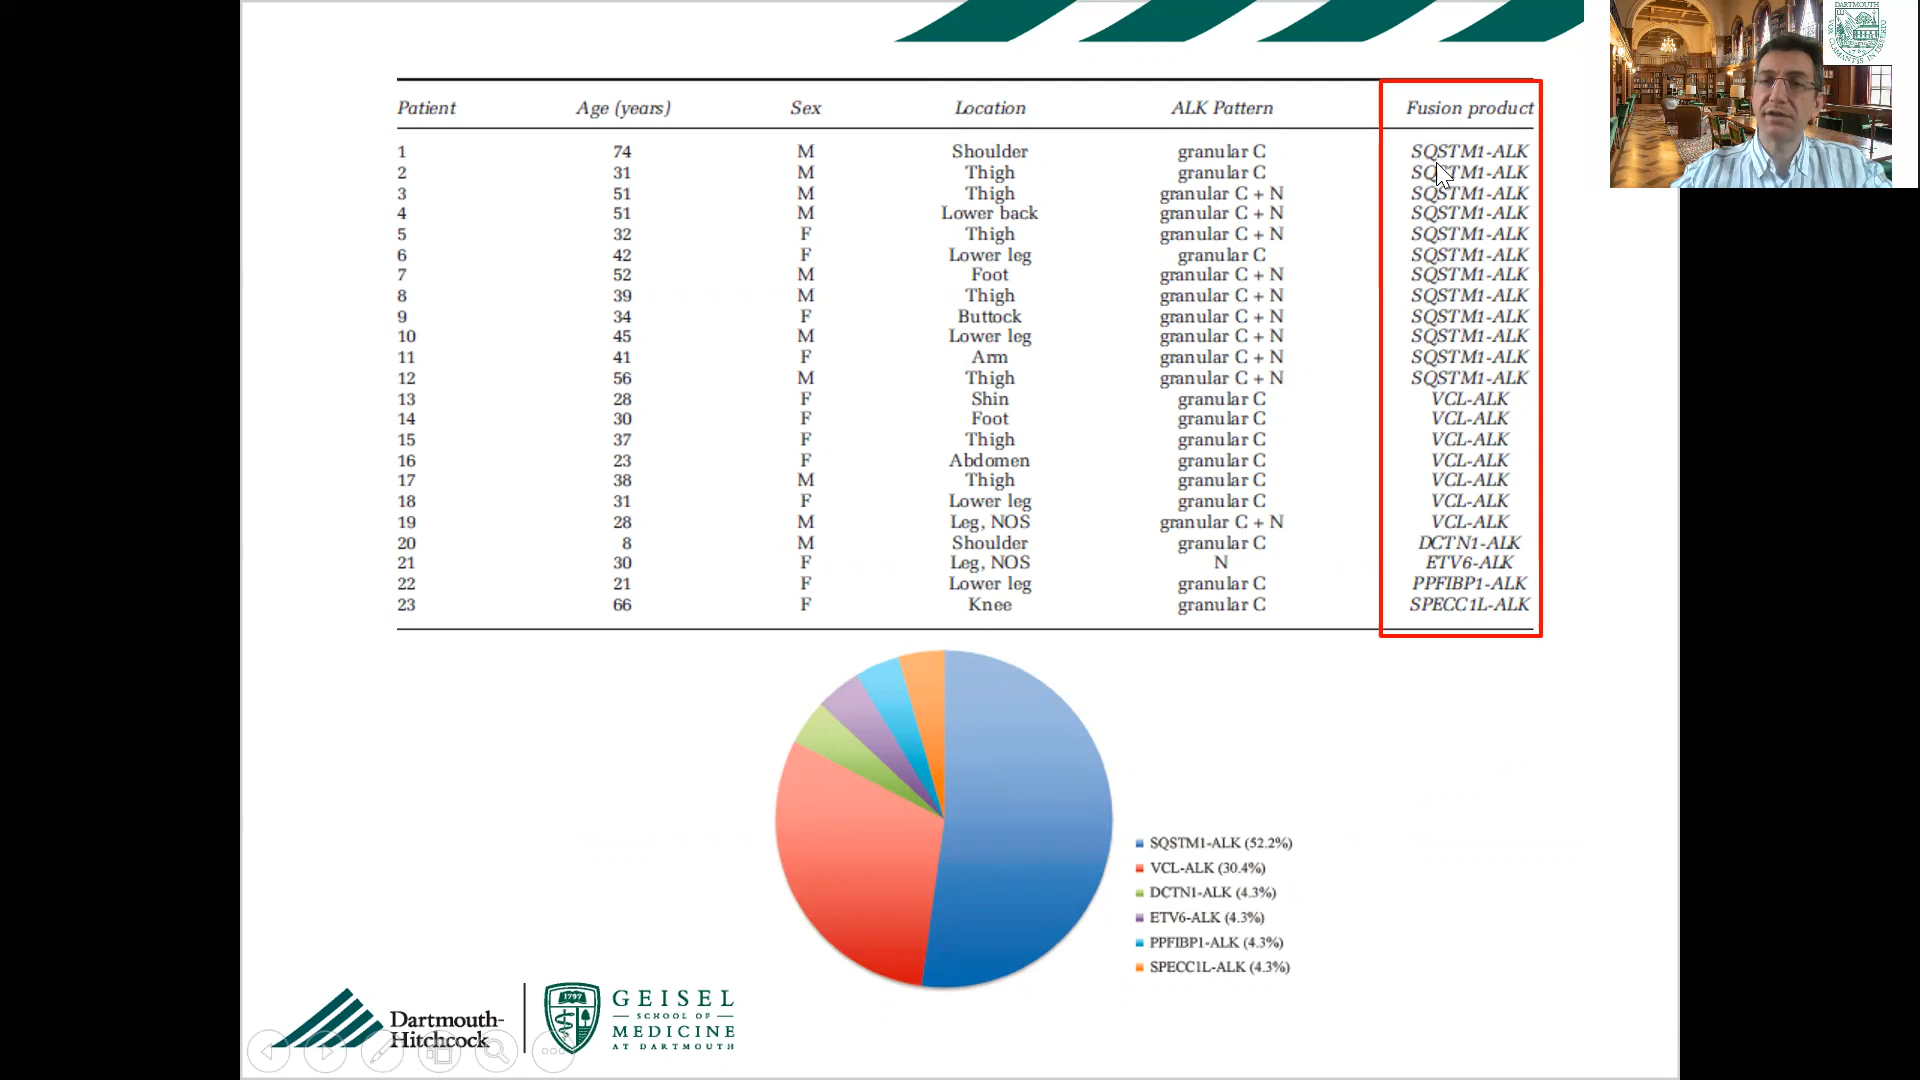 Patient Age (years) Sex Location ALK Pattern Fusion product
1 74 M Shoulder granular C SQSTM1-ALK
2 31 M Thigh granular C SQSTM1-ALK
3 51 M Thigh granular C + N SQSTM1-ALK
4 51 M Lower back granular C + N SQSTM1-ALK
5 32 F Thigh granular C + N SQSTM1-ALK
6 42 F Lower leg granular C SQSTM1-ALK
7 52 M Foot granular C + N SQSTM1-ALK
8 39 M Thigh granular C + N SQSTM1-ALK
9 34 F Buttock granular C + N SQSTM1-ALK
10 45 M Lower leg granular C + N SQSTM1-ALK
11 41 F Arm granular C + N SQSTM1-ALK
12 56 M Thigh granular C + N SQSTM1-ALK
13 28 F Shin granular C VCL-ALK
14 30 F Foot granular C VCL-ALK
15 37 F Thigh granular C VCL-ALK
16 23 F Abdomen granular C VCL-ALK
17 38 M Thigh granular C VCL-ALK
18 31 F Lower leg granular C VCL-ALK
19 28 M Leg, NOS granular C + N VCL-ALK
20 8 M Shoulder granular C DCTN1-ALK
21 30 F Leg, NOS N ETV6-ALK
22 21 F Lower leg granular C PPFIBP1-ALK
23 66 F Knee granular C SPECC1L-ALK
SQSTM1-ALK (52.2%)
VCL-ALK (30.4%)
DCTN1-ALK (4.3%)
ETV6-ALK (4.3%)
PPFIBP1-ALK (4.3%)
SPECC1L-ALK (4.3%)
Dartmouth-
Hitchcock
1797
GEISEL
SCHOOL OF
MEDICINE
AT DARTMOUTH
DARTMOUTH
VOX CLAMANTIS IN DESERTO